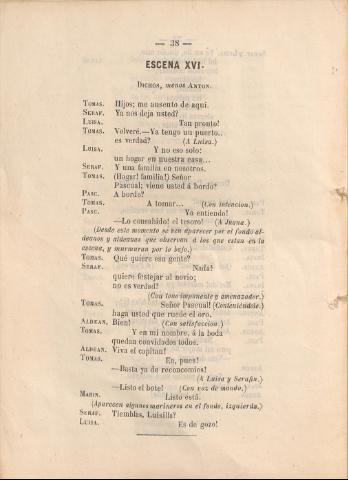 — 38 —
ESCENA XVI.
DICHOS, menos ANTON.
TOMAS. Hijos; me ausento de aquí.
SERAF. Ya nos deja usted?
LUISA. Tan pronto!
TOMAS. Volveré.—Ya tengo un puerto..
es verdad? (A Luisa.)
LUISA. Y no eso solo:
un hogar en nuestra casa...
SERAF. Y una familia en nosotros.
TOMAS. (Hogar! familia!) Señor
Pascual; viene usted á bordo?
PASC. A bordo?
TOMAS. A tomar... (Con intencion.)
PASC. Ya entiendo!
—Lo consabido! el tesoro! (A Juana.)
(Desde este momento se ven aparecer por el fondo al-
deanos y aldeanas que observan á los que estan en la
escena, y murmuran por lo bajo.)
TOMAS. Qué quiere esa gente?
SERAF. Nada!
quiere festejar al novio;
no es verdad?
(Con tono imponente y amenazador.)
TOMAS. Señor Pascual! (Conteniéndole.)
haga usted que ruede el oro.
ALDEAN. Bien! (Con satisfaccion.)
TOMAS. Y en mi nombre, á la boda
quedan convidados todos.
ALDEAN. Viva el capitan!
TOMAS. Ea, pues!
—Basta ya de reconcomios!
(A Luisa y Serafin.)
—Listo el bote! (Con voz de mando.)
MARIN. Listo está.
(Aparecen algunos marineros en el fondo, izquierda.)
SERAF. Tiemblas, Luisilla?
LUISA. Es de gozo!